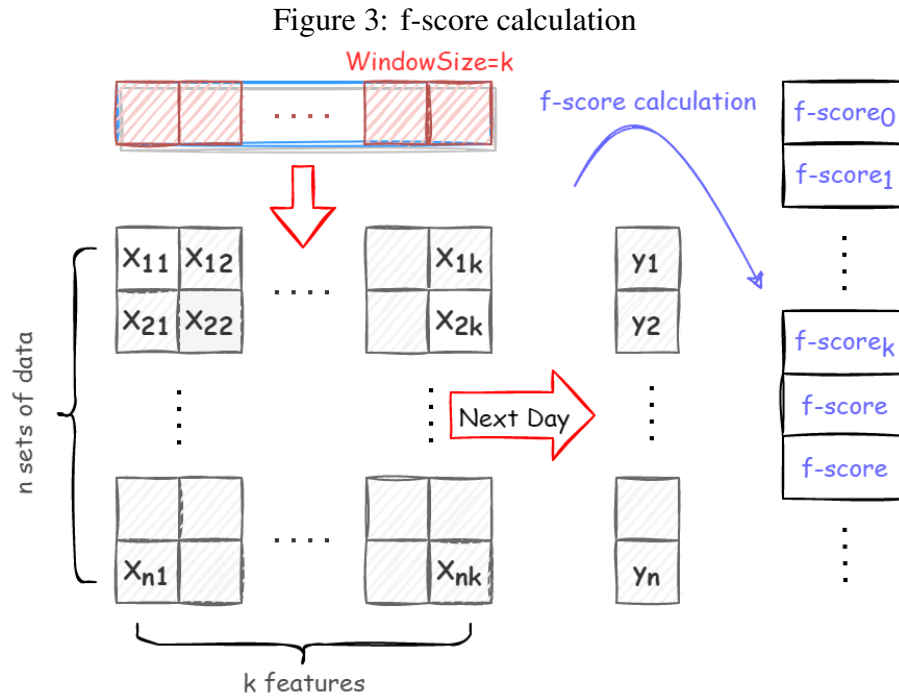 Figure 3: f-score calculation
WindowSize=k
. . . .
f-score calculation
f-score0
f-score1
X11 X12 . . . . X1k
X21 X22 X2k
y1
y2
f-scorek
f-score
f-score
n sets of data
Next Day
. . . .
Xn1 Xnk
yn
k features